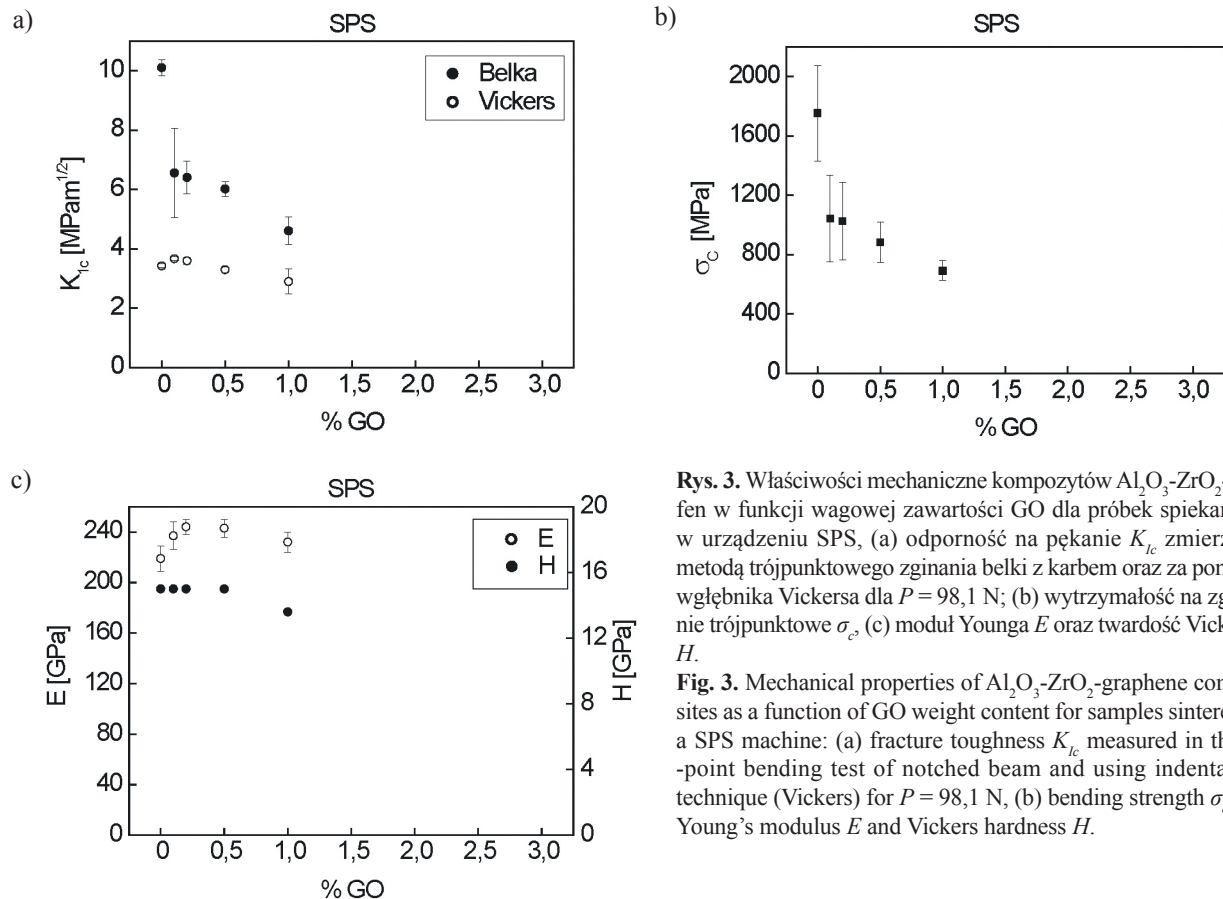 a)
SPS
10
8
6
4
2
0
K1c [MPam1/2]
Belka
Vickers
0 0,5 1,0 1,5 2,0 2,5 3,0
% GO
b)
SPS
2000
1600
1200
800
400
0
σC [MPa]
0 0,5 1,0 1,5 2,0 2,5 3,0
% GO
c)
SPS
240
200
160
120
80
40
0
E [GPa]
E
H
20
16
12
8
4
0
H [GPa]
0 0,5 1,0 1,5 2,0 2,5 3,0
% GO
Rys. 3. Właściwości mechaniczne kompozytów Al2O3-ZrO2-
fen w funkcji wagowej zawartości GO dla próbek spiekan
w urządzeniu SPS, (a) odporność na pękanie KIc zmierz
metodą trójpunktowego zginania belki z karbem oraz za pom
wgłębnika Vickersa dla P = 98,1 N; (b) wytrzymałość na zg
nie trójpunktowe σc, (c) moduł Younga E oraz twardość Vick
H.
Fig. 3. Mechanical properties of Al2O3-ZrO2-graphene com
sites as a function of GO weight content for samples sintere
a SPS machine: (a) fracture toughness KIc measured in th
-point bending test of notched beam and using indenta
technique (Vickers) for P = 98,1 N, (b) bending strength σ
Young's modulus E and Vickers hardness H.